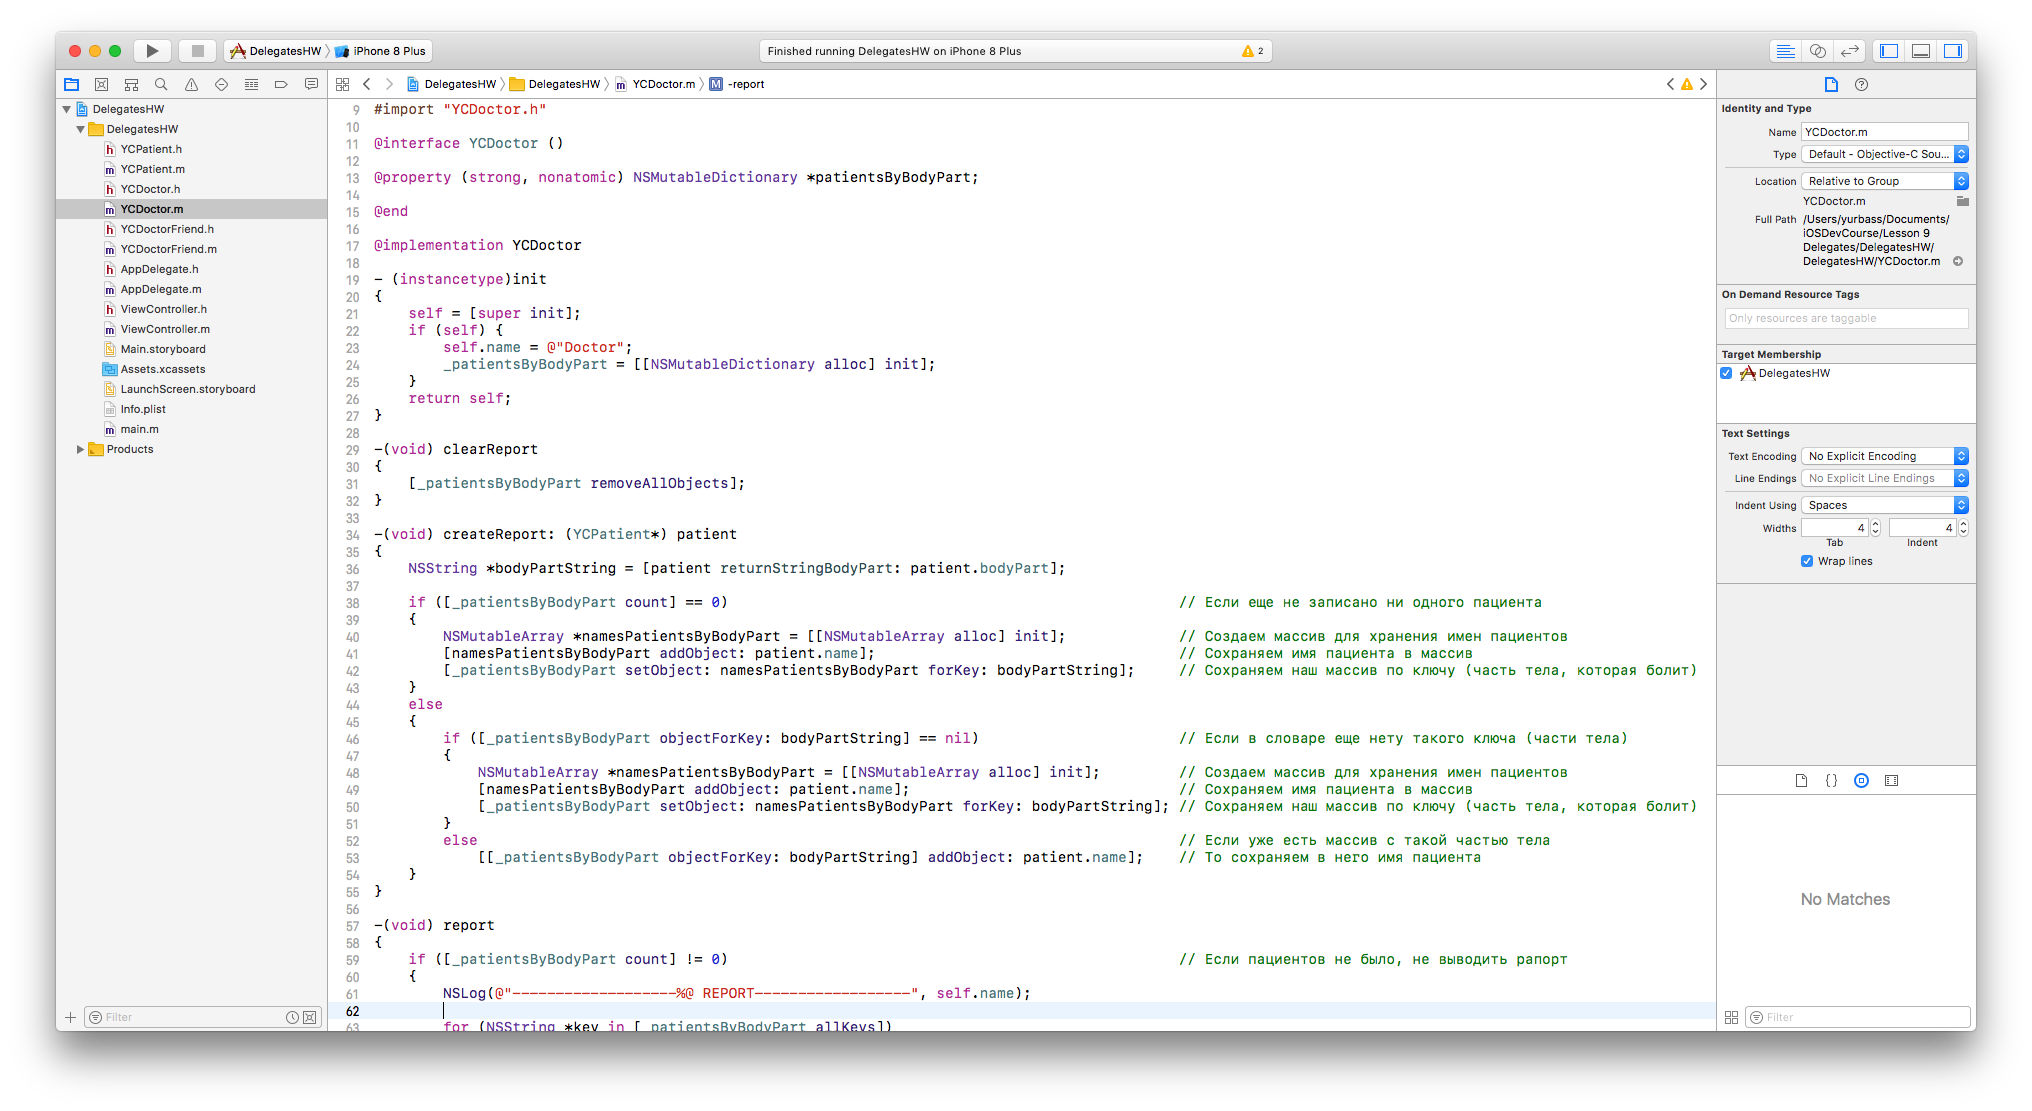 DelegatesHW
iPhone 8 Plus
Finished running DelegatesHW on iPhone 8 Plus
2
DelegatesHW
DelegatesHW
YCDoctor.m
M
-report
DelegatesHW
DelegatesHW
h YCPatient.h
m YCPatient.m
h YCDoctor.h
m YCDoctor.m
h YCDoctorFriend.h
m YCDoctorFriend.m
h AppDelegate.h
m AppDelegate.m
h ViewController.h
m ViewController.m
Main.storyboard
Assets.xcassets
LaunchScreen.storyboard
Info.plist
m main.m
Products
Filter
9 #import "YCDoctor.h"
10
11 @interface YCDoctor ()
12
13 @property (strong, nonatomic) NSMutableDictionary *patientsByBodyPart;
14
15 @end
16
17 @implementation YCDoctor
18
19 - (instancetype)init
20 {
21 self = [super init];
22 if (self) {
23 self.name = @"Doctor";
24 _patientsByBodyPart = [[NSMutableDictionary alloc] init];
25 }
26 return self;
27 }
28
29 -(void) clearReport
30 {
31 [_patientsByBodyPart removeAllObjects];
32 }
33
34 -(void) createReport: (YCPatient*) patient
35 {
36 NSString *bodyPartString = [patient returnStringBodyPart: patient.bodyPart];
37
38 if ([_patientsByBodyPart count] == 0) // Если еще не записано ни одного пациента
39 {
40 NSMutableArray *namesPatientsByBodyPart = [[NSMutableArray alloc] init]; // Создаем массив для хранения имен пациентов
41 [namesPatientsByBodyPart addObject: patient.name]; // Сохраняем имя пациента в массив
42 [_patientsByBodyPart setObject: namesPatientsByBodyPart forKey: bodyPartString]; // Сохраняем наш массив по ключу (часть тела, которая болит)
43 }
44 else
45 {
46 if ([_patientsByBodyPart objectForKey: bodyPartString] == nil) // Если в словаре еще нету такого ключа (части тела)
47 {
48 NSMutableArray *namesPatientsByBodyPart = [[NSMutableArray alloc] init]; // Создаем массив для хранения имен пациентов
49 [namesPatientsByBodyPart addObject: patient.name]; // Сохраняем имя пациента в массив
50 [_patientsByBodyPart setObject: namesPatientsByBodyPart forKey: bodyPartString]; // Сохраняем наш массив по ключу (часть тела, которая болит)
51 }
52 else // Если уже есть массив с такой частью тела
53 [[_patientsByBodyPart objectForKey: bodyPartString] addObject: patient.name]; // То сохраняем в него имя пациента
54 }
55 }
56
57 -(void) report
58 {
59 if ([_patientsByBodyPart count] != 0) // Если пациентов не было, не выводить рапорт
60 {
61 NSLog(@"-------------------%@ REPORT------------------", self.name);
62
63 for (NSString *key in [_patientsByBodyPart allKeys])
Identity and Type
Name YCDoctor.m
Type Default - Objective-C Sou...
Location Relative to Group
YCDoctor.m
Full Path /Users/yurbass/Documents/
iOSDevCourse/Lesson 9
Delegates/DelegatesHW/
DelegatesHW/YCDoctor.m
On Demand Resource Tags
Only resources are taggable
Target Membership
DelegatesHW
Text Settings
Text Encoding No Explicit Encoding
Line Endings No Explicit Line Endings
Indent Using Spaces
Widths 4 4
Tab Indent
Wrap lines
{}
No Matches
Filter